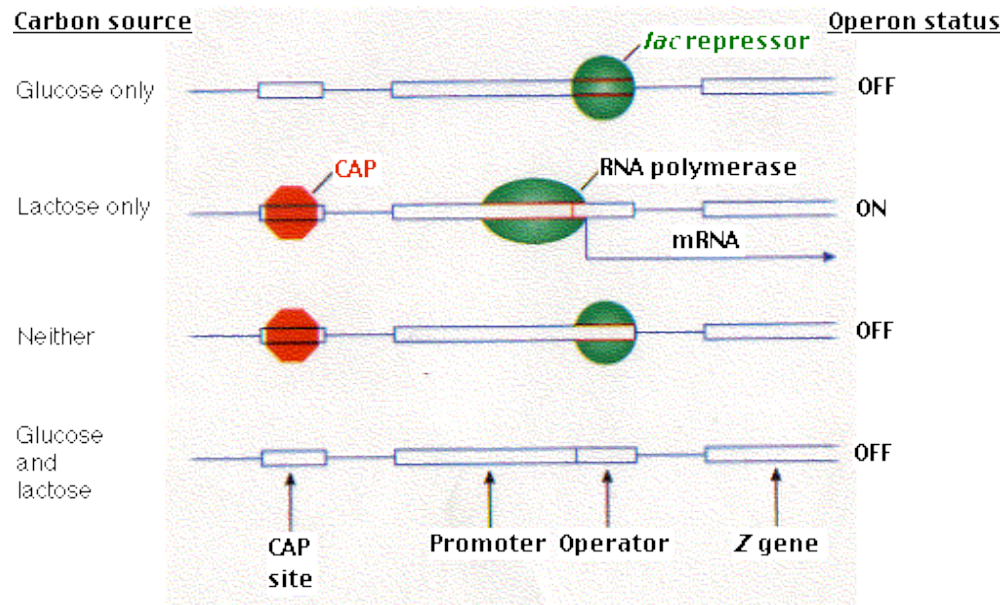 Carbon source
Operon status
lac repressor
Glucose only
OFF
CAP
RNA polymerase
Lactose only
ON
mRNA
Neither
OFF
Glucose
and
lactose
OFF
CAP
site
Promoter
Operator
Z gene